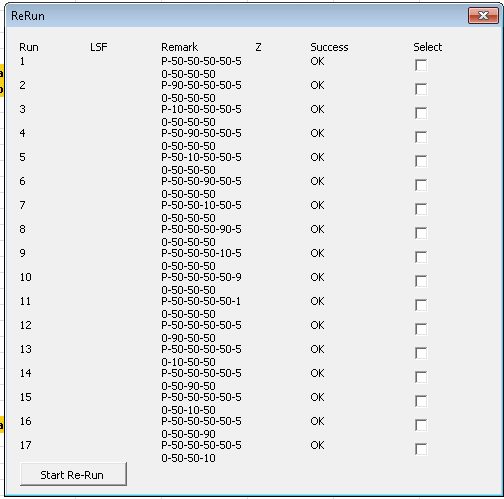 ReRun
Run LSF Remark Z Success Select
1 P-50-50-50-50-5 OK
0-50-50-50
2 P-90-50-50-50-5 OK
0-50-50-50
3 P-10-50-50-50-5 OK
0-50-50-50
4 P-50-90-50-50-5 OK
0-50-50-50
5 P-50-10-50-50-5 OK
0-50-50-50
6 P-50-50-90-50-5 OK
0-50-50-50
7 P-50-50-10-50-5 OK
0-50-50-50
8 P-50-50-50-90-5 OK
0-50-50-50
9 P-50-50-50-10-5 OK
0-50-50-50
10 P-50-50-50-50-9 OK
0-50-50-50
11 P-50-50-50-50-1 OK
0-50-50-50
12 P-50-50-50-50-5 OK
0-90-50-50
13 P-50-50-50-50-5 OK
0-10-50-50
14 P-50-50-50-50-5 OK
0-50-90-50
15 P-50-50-50-50-5 OK
0-50-10-50
16 P-50-50-50-50-5 OK
0-50-50-90
17 P-50-50-50-50-5 OK
0-50-50-10
Start Re-Run